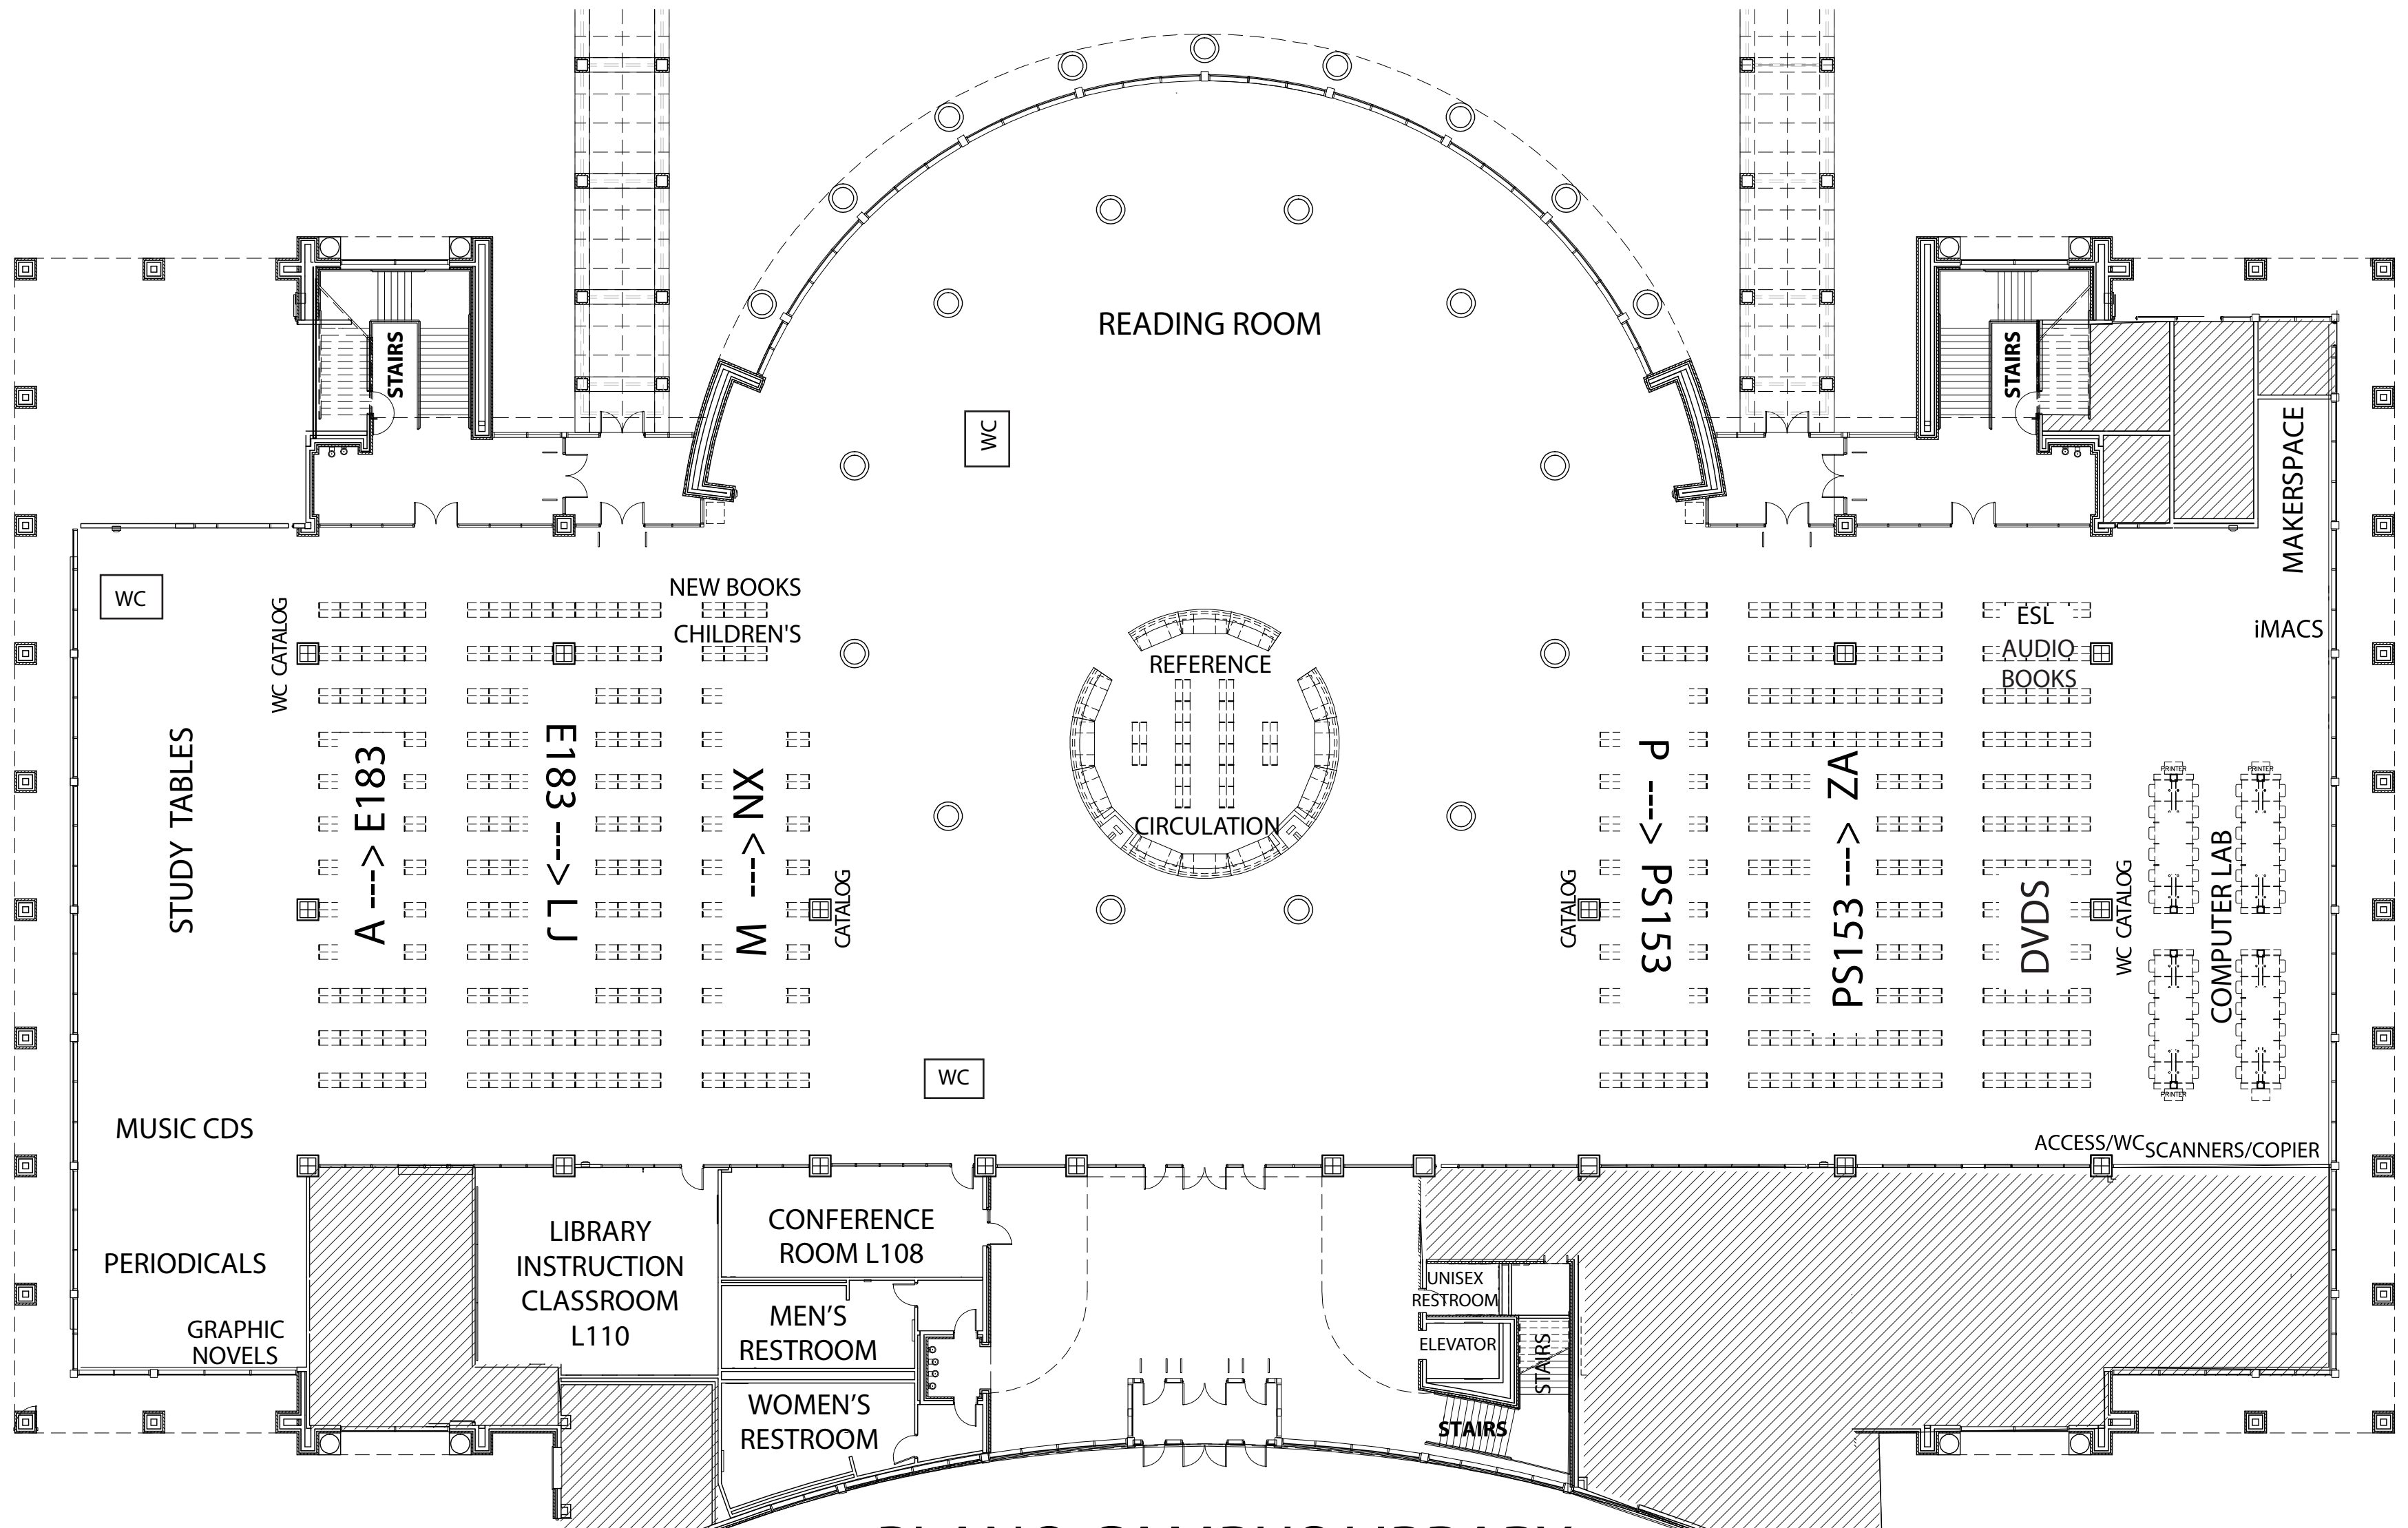 STAIRS
STAIRS
READING ROOM
WC
MAKERSPACE
WC
WC CATALOG
NEW BOOKS
CHILDREN'S
REFERENCE
CIRCULATION
ESL
AUDIO
BOOKS
iMACS
STUDY TABLES
A ---> E183
E183 ---> LJ
M ---> NX
CATALOG
CATALOG
P ---> PS153
PS153 ---> ZA
DVDS
WC CATALOG
PRINTER
PRINTER
COMPUTER LAB
PRINTER
WC
MUSIC CDS
ACCESS/WC
SCANNERS/COPIER
PERIODICALS
GRAPHIC
NOVELS
LIBRARY
INSTRUCTION
CLASSROOM
L110
CONFERENCE
ROOM L108
MEN'S
RESTROOM
WOMEN'S
RESTROOM
UNISEX
RESTROOM
ELEVATOR
STAIRS
STAIRS